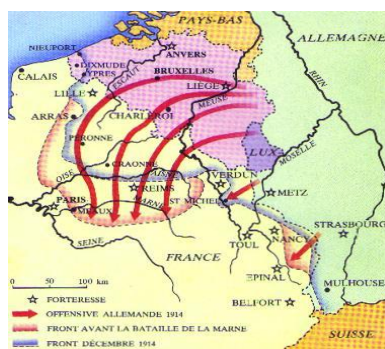 PAYS-BAS
ALLEMAGNE
NIEUPORT
ANVERS
DIXMUDE
CALAIS
YPRES
ESCAUT
BRUXELLES
RHIN
LILLE
LIEGE
MEUSE
ARRAS
CHARLEROI
PERONNE
LUX
MOSELLE
CRAONNE
OISE
AISNE
VERDUN
REIMS
METZ
PARIS
MARNE
ST MICHEL
MEAUX
STRASBOURG
SEINE
NANCY
TOUL
FRANCE
EPINAL
0 100 km
MULHOUSE
BELFORT
FORTERESSE
OFFENSIVE ALLEMANDE 1914
FRONT AVANT LA BATAILLE DE LA MARNE
FRONT DÉCEMBRE 1914
SUISSE